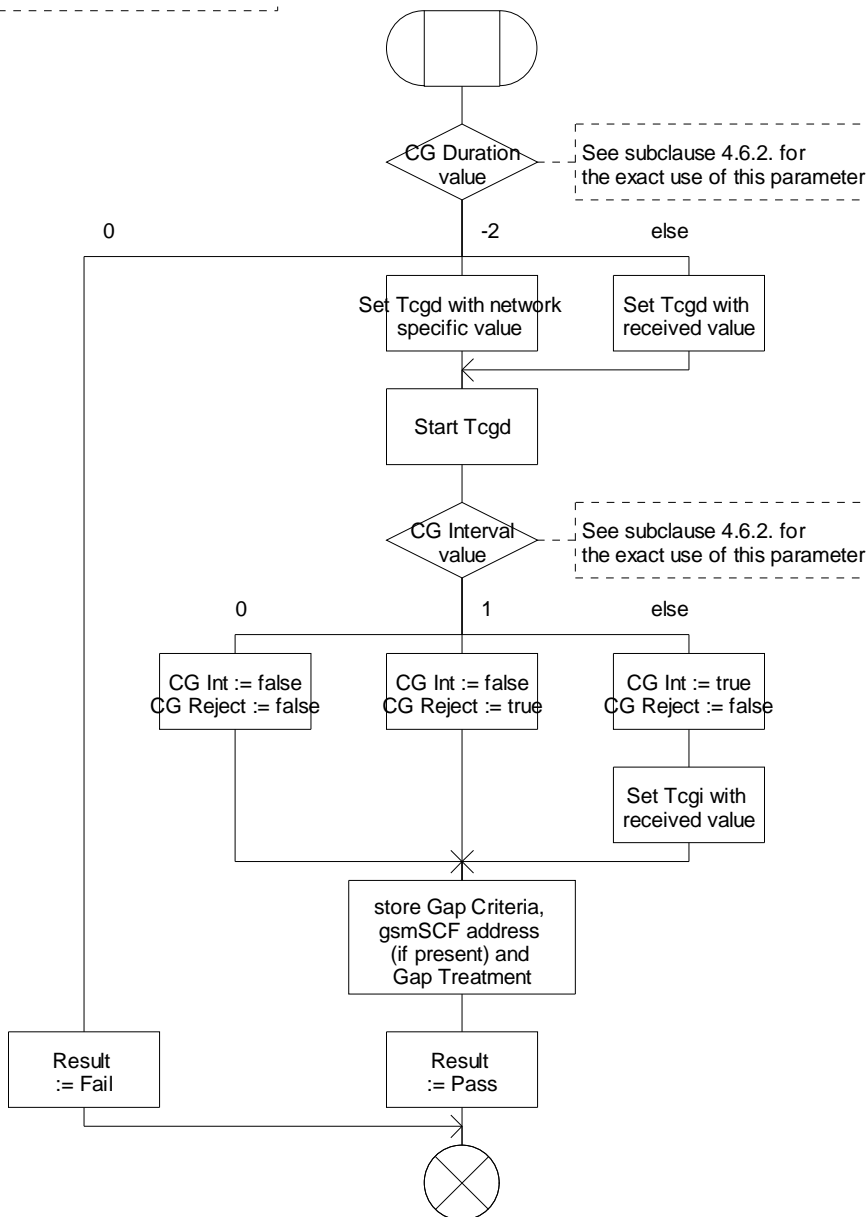 CG Duration
value
See subclause 4.6.2. for
the exact use of this parameter
0
-2
else
Set Tcgd with network
specific value
Set Tcgd with
received value
Start Tcgd
CG Interval
value
See subclause 4.6.2. for
the exact use of this parameter
0
1
else
CG Int := false
CG Reject := false
CG Int := false
CG Reject := true
CG Int := true
CG Reject := false
Set Tcgi with
received value
store Gap Criteria,
gsmSCF address
(if present) and
Gap Treatment
Result
:= Fail
Result
:= Pass